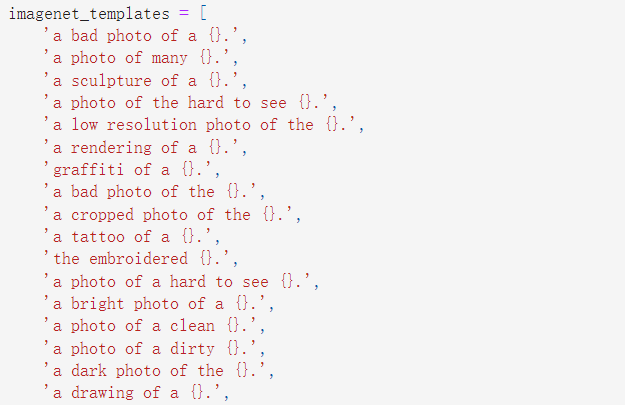 imagenet_templates = [
    'a bad photo of a {}.',
    'a photo of many {}.',
    'a sculpture of a {}.',
    'a photo of the hard to see {}.',
    'a low resolution photo of the {}.',
    'a rendering of a {}.',
    'graffiti of a {}.',
    'a bad photo of the {}.',
    'a cropped photo of the {}.',
    'a tattoo of a {}.',
    'the embroidered {}.',
    'a photo of a hard to see {}.',
    'a bright photo of a {}.',
    'a photo of a clean {}.',
    'a photo of a dirty {}.',
    'a dark photo of the {}.',
    'a drawing of a {}.',